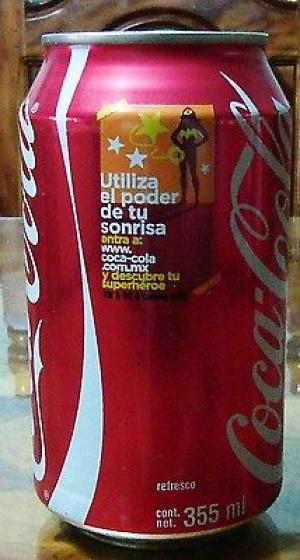 Coca-Cola
Utiliza
el poder
de tu
sonrisa
entra a:
www.
coca-cola
.com.mx
y descubre tu
superhéroe
Coca-Cola
refresco
cont.
net. 355 ml